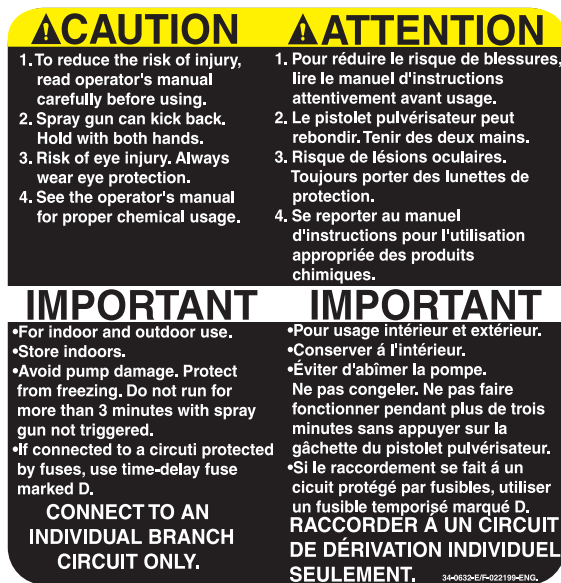 CAUTION
1. To reduce the risk of injury,
read operator's manual
carefully before using.
2. Spray gun can kick back.
Hold with both hands.
3. Risk of eye injury. Always
wear eye protection.
4. See the operator's manual
for proper chemical usage.
IMPORTANT
•For indoor and outdoor use.
•Store indoors.
•Avoid pump damage. Protect
from freezing. Do not run for
more than 3 minutes with spray
gun not triggered.
•If connected to a circuti protected
by fuses, use time-delay fuse
marked D.
CONNECT TO AN
INDIVIDUAL BRANCH
CIRCUIT ONLY.
ATTENTION
1. Pour réduire le risque de blessures,
lire le manuel d'instructions
attentivement avant usage.
2. Le pistolet pulvérisateur peut
rebondir. Tenir des deux mains.
3. Risque de lésions oculaires.
Toujours porter des lunettes de
protection.
4. Se reporter au manuel
d'instructions pour l'utilisation
appropriée des produits
chimiques.
IMPORTANT
•Pour usage intérieur et extérieur.
•Conserver á l'intérieur.
•Éviter d'abîmer la pompe.
Ne pas congeler. Ne pas faire
fonctionner pendant plus de trois
minutes sans appuyer sur la
gâchette du pistolet pulvérisateur.
•Si le raccordement se fait á un
cicuit protégé par fusibles, utiliser
un fusible temporisé marqué D.
RACCORDER Á UN CIRCUIT
DE DÉRIVATION INDIVIDUEL
SEULEMENT.
34-0632-E/F-022199-ENG.